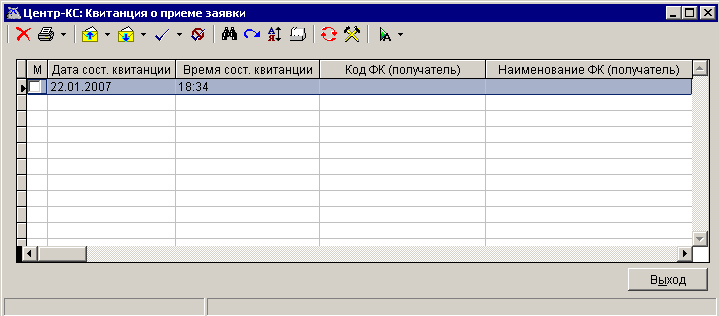 Центр-КС: Квитанция о приеме заявки
М Дата сост. квитанции Время сост. квитанции Код ФК (получатель) Наименование ФК (получатель)
22.01.2007 18:34
Выход